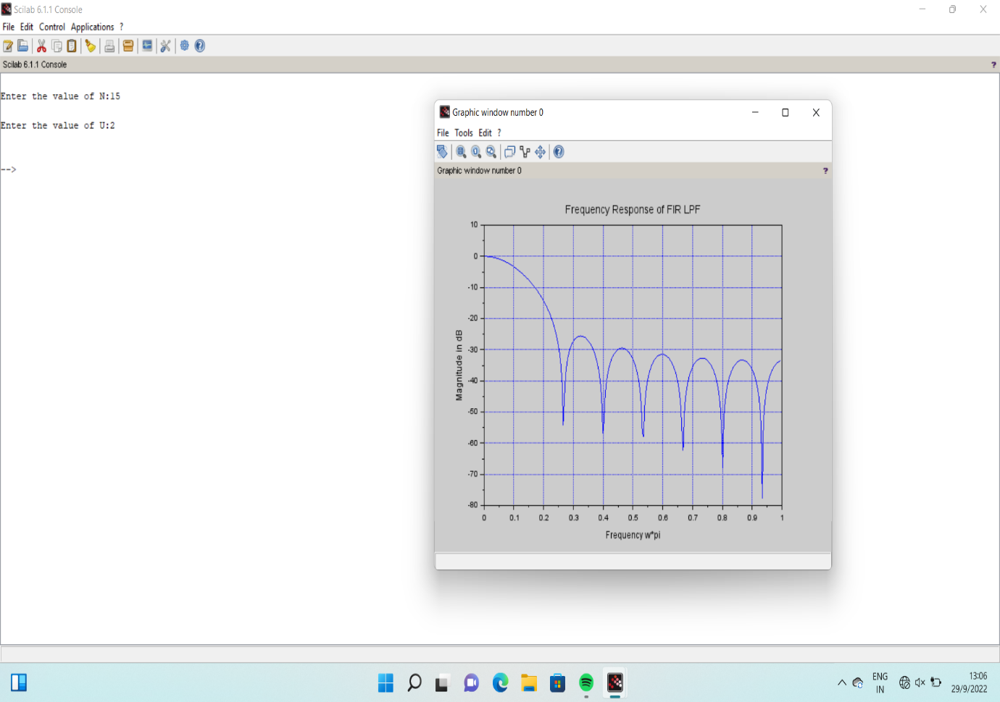 Scilab 6.1.1 Console
File Edit Control Applications ?
Scilab 6.1.1 Console ?
Enter the value of N:15
Enter the value of U:2
-->
Graphic window number 0
File Tools Edit ?
Graphic window number 0 ?
Frequency Response of FIR LPF
10
0
-10
-20
-30
-40
-50
-60
-70
-80
Magnitude in dB
0 0.1 0.2 0.3 0.4 0.5 0.6 0.7 0.8 0.9 1
Frequency w*pi
ENG
IN
13:06
29/9/2022